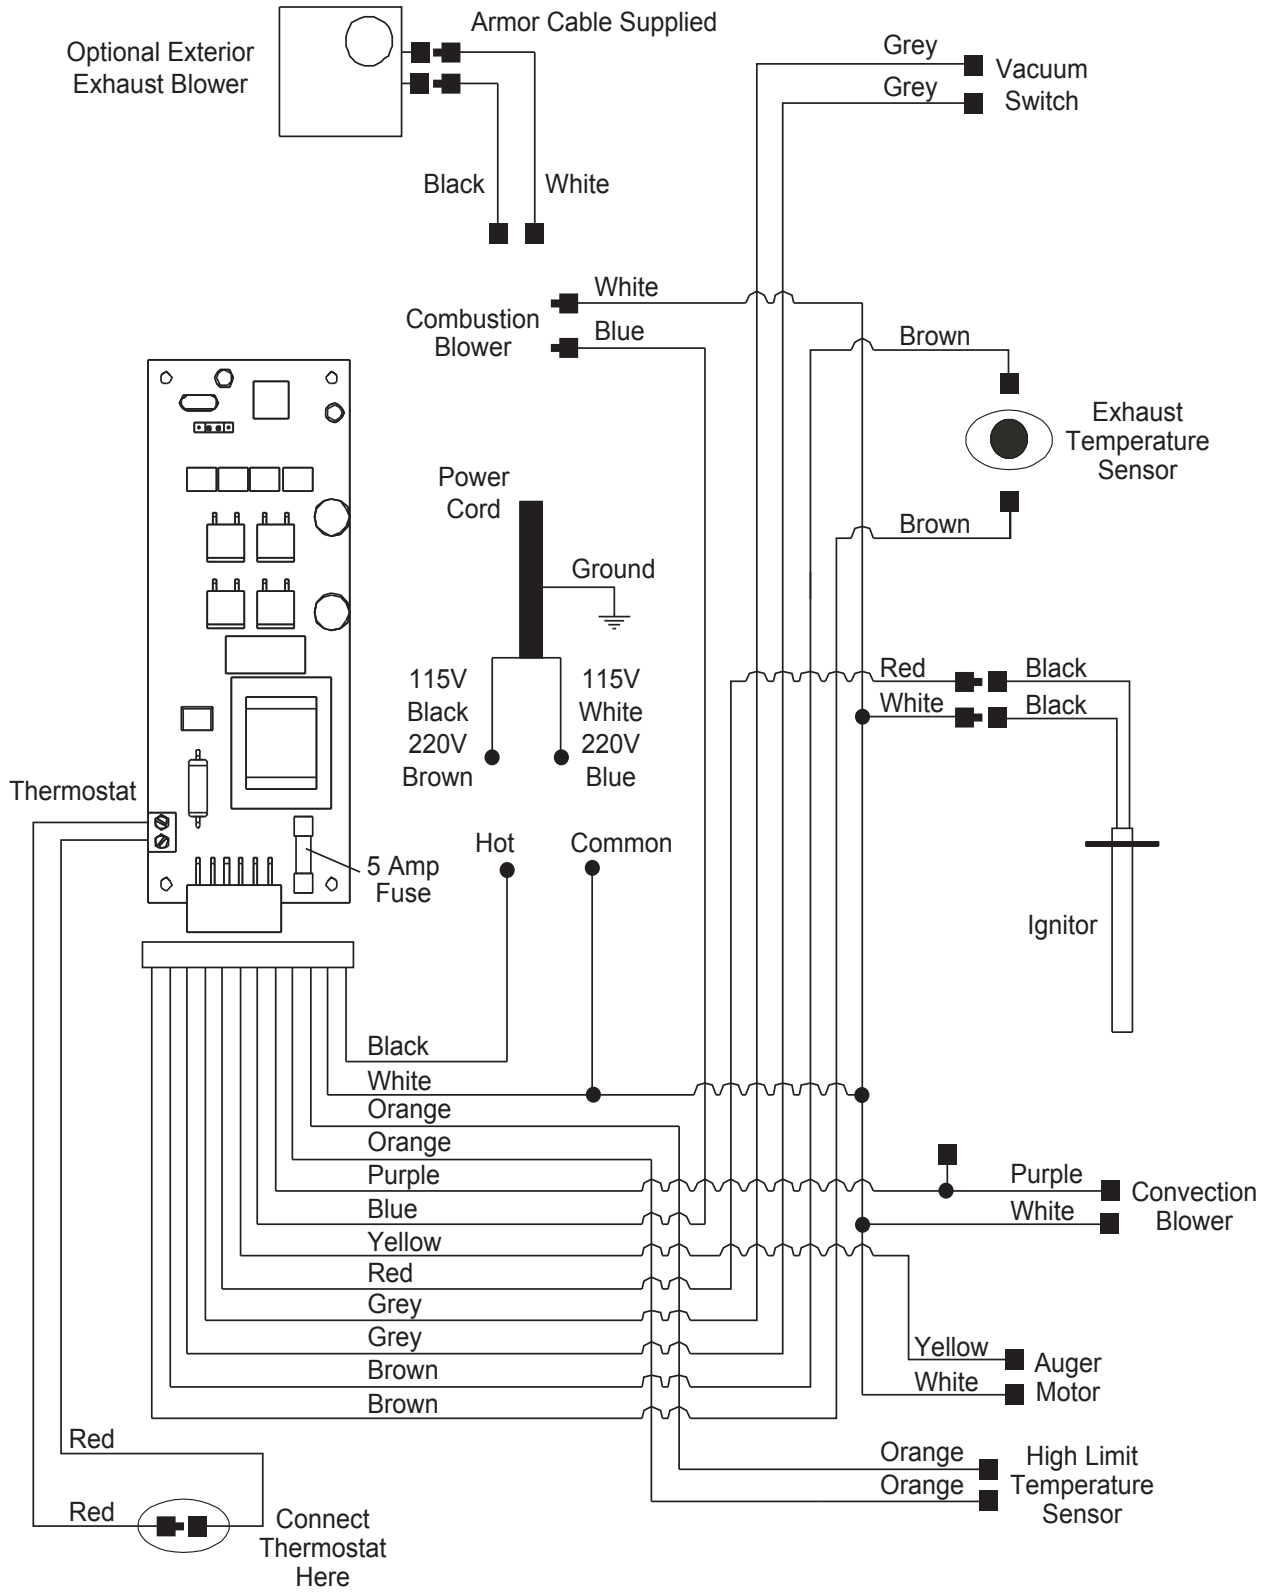 Armor Cable Supplied
Optional Exterior
Exhaust Blower
Grey
Vacuum
Grey
Switch
Black
White
White
Combustion
Blower
Blue
Brown
Exhaust
Temperature
Sensor
Power
Cord
Brown
Ground
115V
Black
220V
Brown
115V
White
220V
Blue
Red
Black
White
Black
Thermostat
Hot
Common
5 Amp
Fuse
Ignitor
Black
White
Orange
Orange
Purple
Blue
Yellow
Red
Grey
Grey
Brown
Brown
Purple
White
Convection
Blower
Yellow
White
Auger
Motor
Orange
Orange
High Limit
Temperature
Sensor
Red
Red
Connect
Thermostat
Here